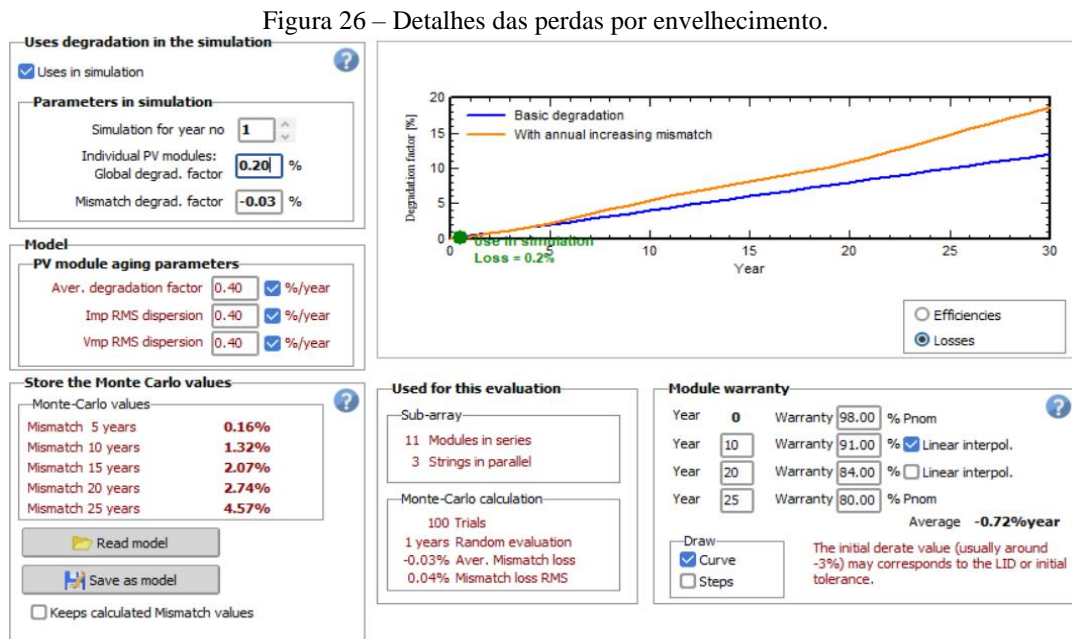 Figura 26 – Detalhes das perdas por envelhecimento.
Uses degradation in the simulation
Uses in simulation
Parameters in simulation
Simulation for year no 1
Individual PV modules:
Global degrad. factor 0.20 %
Mismatch degrad. factor -0.03 %
Model
PV module aging parameters
Aver. degradation factor 0.40 %/year
Imp RMS dispersion 0.40 %/year
Vmp RMS dispersion 0.40 %/year
Store the Monte Carlo values
Monte-Carlo values
Mismatch 5 years 0.16%
Mismatch 10 years 1.32%
Mismatch 15 years 2.07%
Mismatch 20 years 2.74%
Mismatch 25 years 4.57%
Read model
Save as model
Keeps calculated Mismatch values
Degradation factor [%]
20
15
10
5
0
Basic degradation
With annual increasing mismatch
Use in simulation
Loss = 0.2%
0 5 10 15 20 25 30
Year
Efficiencies
Losses
Used for this evaluation
Sub-array
11 Modules in series
3 Strings in parallel
Monte-Carlo calculation
100 Trials
1 years Random evaluation
-0.03% Aver. Mismatch loss
0.04% Mismatch loss RMS
Module warranty
Year 0 Warranty 98.00 % Pnom
Year 10 Warranty 91.00 % Linear interpol.
Year 20 Warranty 84.00 % Linear interpol.
Year 25 Warranty 80.00 % Pnom
Average -0.72%year
Draw
Curve
Steps
The initial derate value (usually around
-3%) may corresponds to the LID or initial
tolerance.